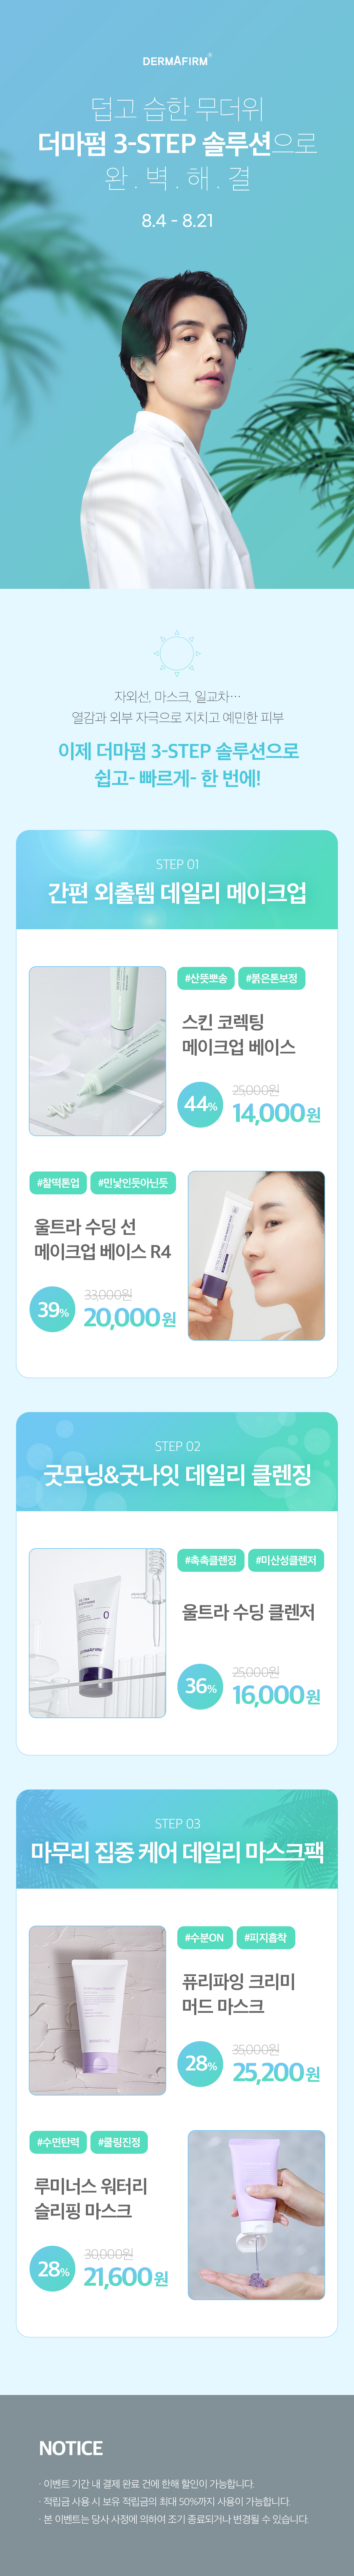 DERMAFIRM®
덥고 습한 무더위
더마펌 3-STEP 솔루션으로
완.벽.해.결
8.4 - 8.21
자외선, 마스크, 일교차…
열감과 외부 자극으로 지치고 예민한 피부
이제 더마펌 3-STEP 솔루션으로
쉽고- 빠르게- 한 번에!
STEP 01
간편 외출템 데일리 메이크업
#산뜻뽀송 #붉은톤보정
스킨 코렉팅
메이크업 베이스
25,000원
44% 14,000원
#찰떡톤업 #민낯인듯아닌듯
울트라 수딩 선
메이크업 베이스 R4
33,000원
39% 20,000원
STEP 02
굿모닝&굿나잇 데일리 클렌징
#촉촉클렌징 #미산성클렌저
울트라 수딩 클렌저
25,000원
36% 16,000원
0
DERMAFIRM
STEP 03
마무리 집중 케어 데일리 마스크팩
#수분ON #피지흡착
퓨리파잉 크리미
머드 마스크
35,000원
28% 25,200원
#수면탄력 #쿨링진정
루미너스 워터리
슬리핑 마스크
30,000원
28% 21,600원
NOTICE
· 이벤트 기간 내 결제 완료 건에 한해 할인이 가능합니다.
· 적립금 사용 시 보유 적립금의 최대 50%까지 사용이 가능합니다.
· 본 이벤트는 당사 사정에 의하여 조기 종료되거나 변경될 수 있습니다.